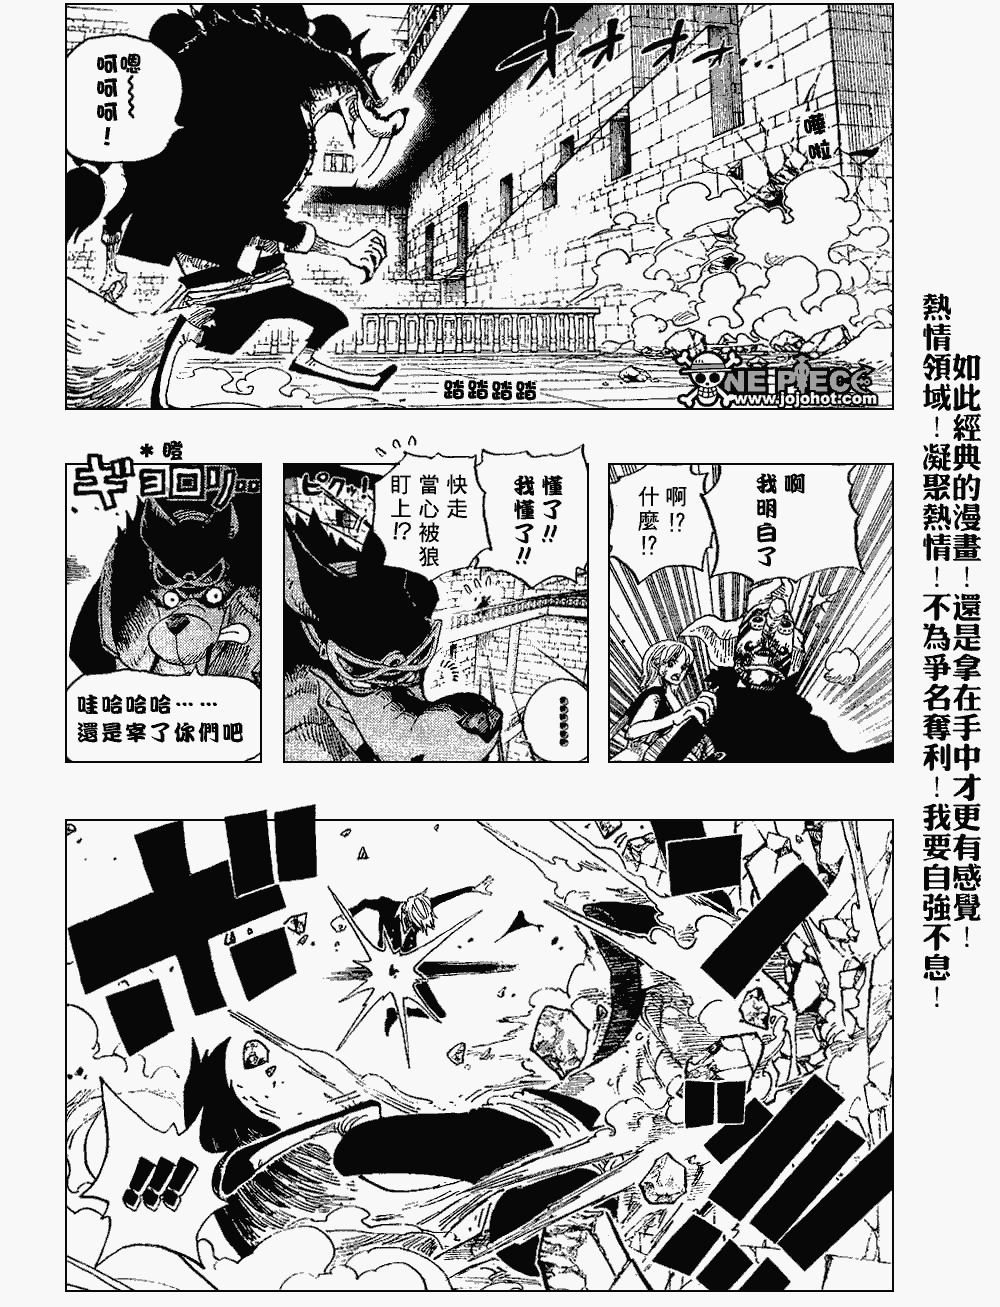 オオオオ…
嘩啦
嗯~~~
呵呵呵！
踏踏踏踏
ONE PIECE
www.jojohot.com
啊
我明白了
啊!?
什麼!?
懂了!!
我懂了!!
快走
當心被狼
盯上!?
ピクッ!
……
*瞪
ギョロリ…
哇哈哈哈……
還是宰了你們吧
!!!
如此經典的漫畫！還是拿在手中才更有感覺！
熱情領域！凝聚熱情！不為爭名奪利！我要自強不息！